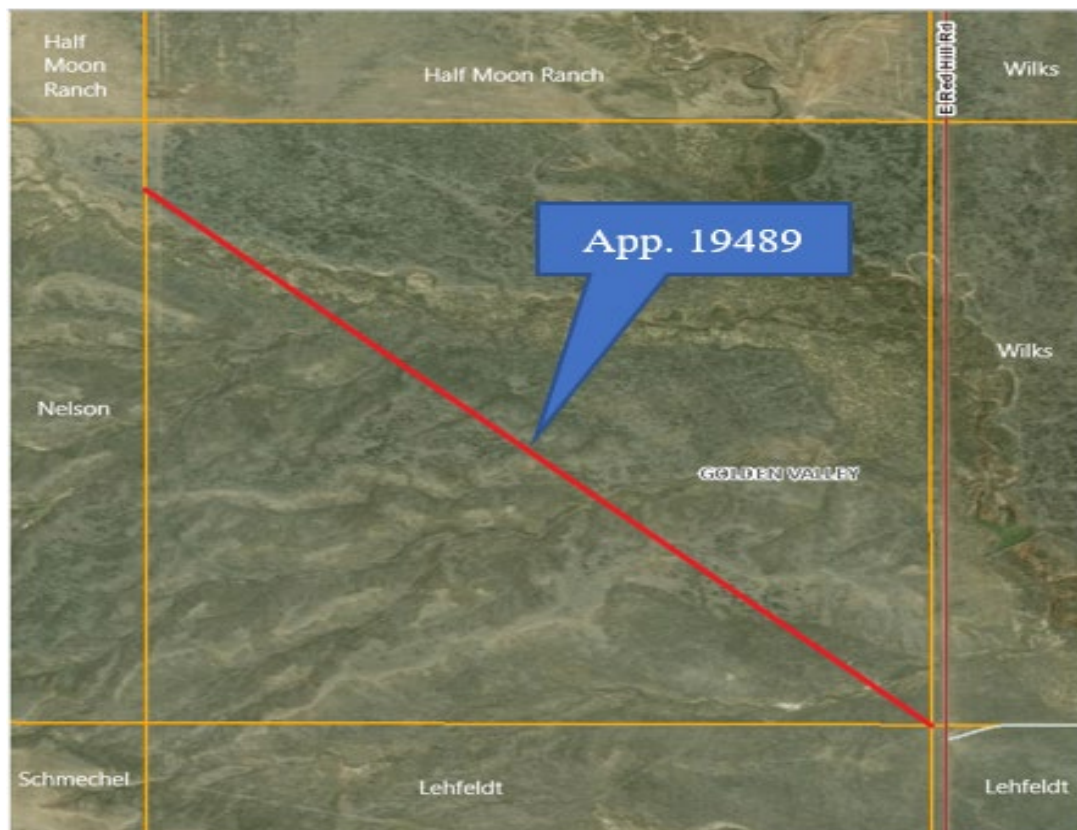 Half
Moon
Ranch
Half Moon Ranch
E Red Hill Rd
Wilks
App. 19489
Wilks
Nelson
GOLDEN VALLEY
Schmechel
Lehfeldt
Lehfeldt